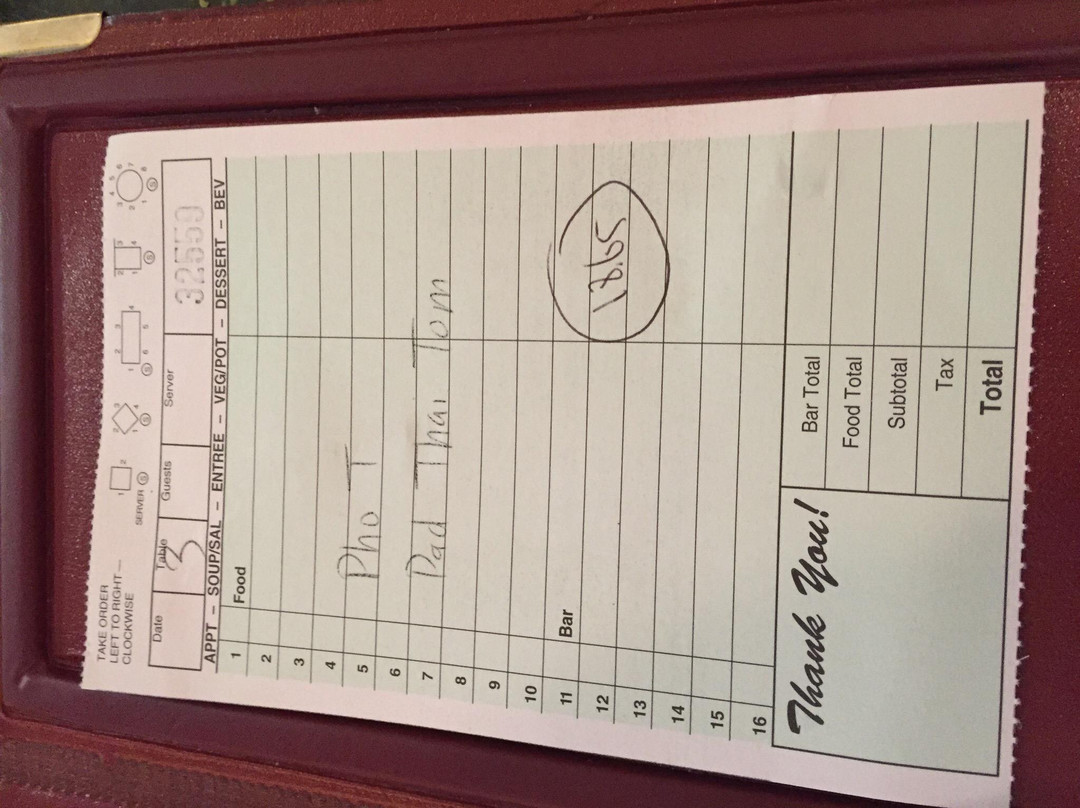 TAKE ORDER
LEFT TO RIGHT—
CLOCKWISE
SERVER Ⓢ
Date Table Guests Server
3 32550
APPT – SOUP/SAL – ENTREE – VEG/POT – DESSERT – BEV
1 Food
2
3
4
5 Pho T
6
7 Pad Thai Tom
8
9
10
11 Bar
12 18.65
13
14
15
16
Thank You!
Bar Total
Food Total
Subtotal
Tax
Total